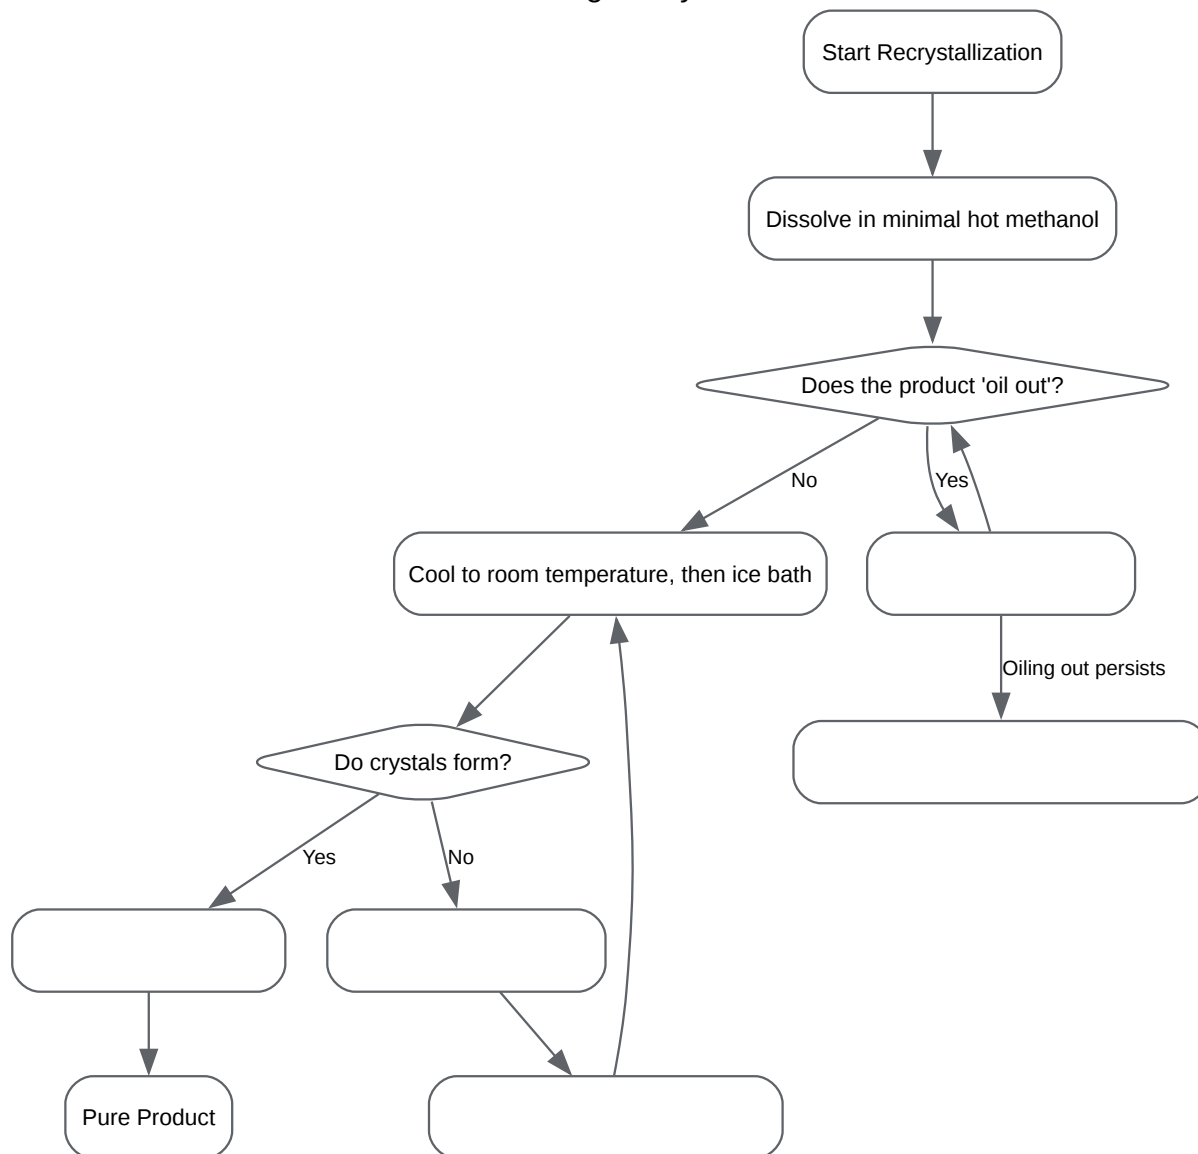 Start Recrystallization
Dissolve in minimal hot methanol
Does the product 'oil out'?
No
Yes
Cool to room temperature, then ice bath
Oiling out persists
Do crystals form?
Yes
No
Pure Product